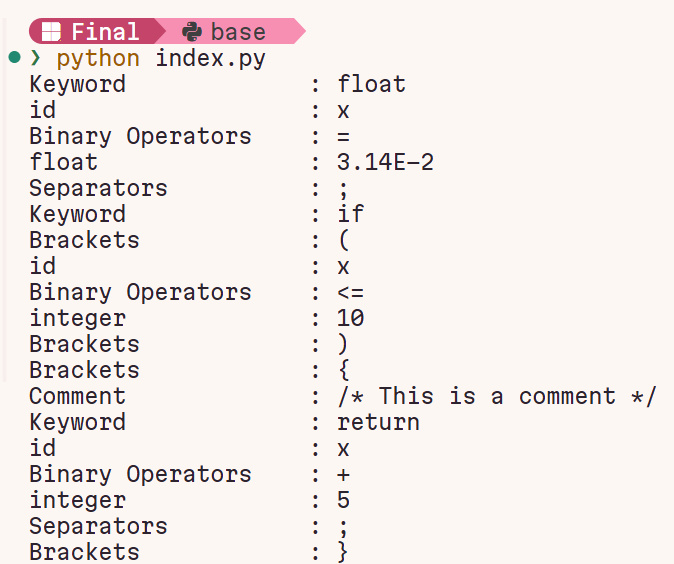 Final base
❯ python index.py
Keyword : float
id : x
Binary Operators : =
float : 3.14E-2
Separators : ;
Keyword : if
Brackets : (
id : x
Binary Operators : <=
integer : 10
Brackets : )
Brackets : {
Comment : /* This is a comment */
Keyword : return
id : x
Binary Operators : +
integer : 5
Separators : ;
Brackets : }